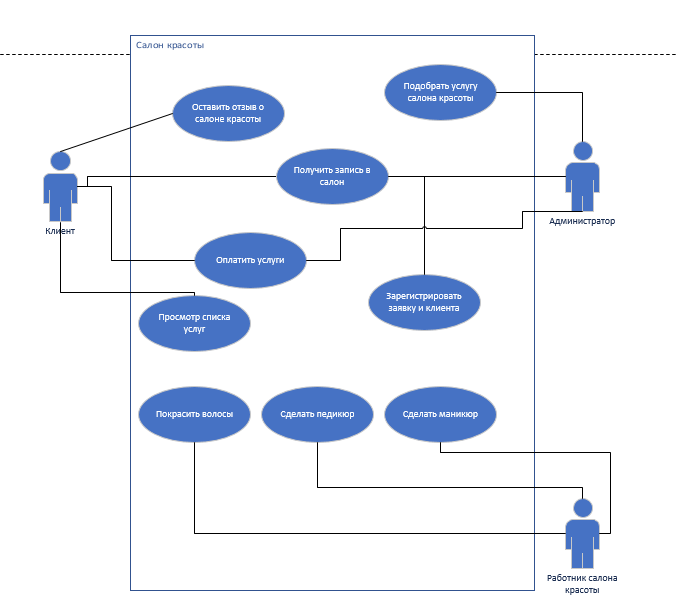 Салон красоты
Подобрать услугу
салона красоты
Оставить отзыв о
салоне красоты
Получить запись в
салон
Клиент
Администратор
Оплатить услуги
Зарегистрировать
заявку и клиента
Просмотр списка
услуг
Покрасить волосы
Сделать педикюр
Сделать маникюр
Работник салона
красоты